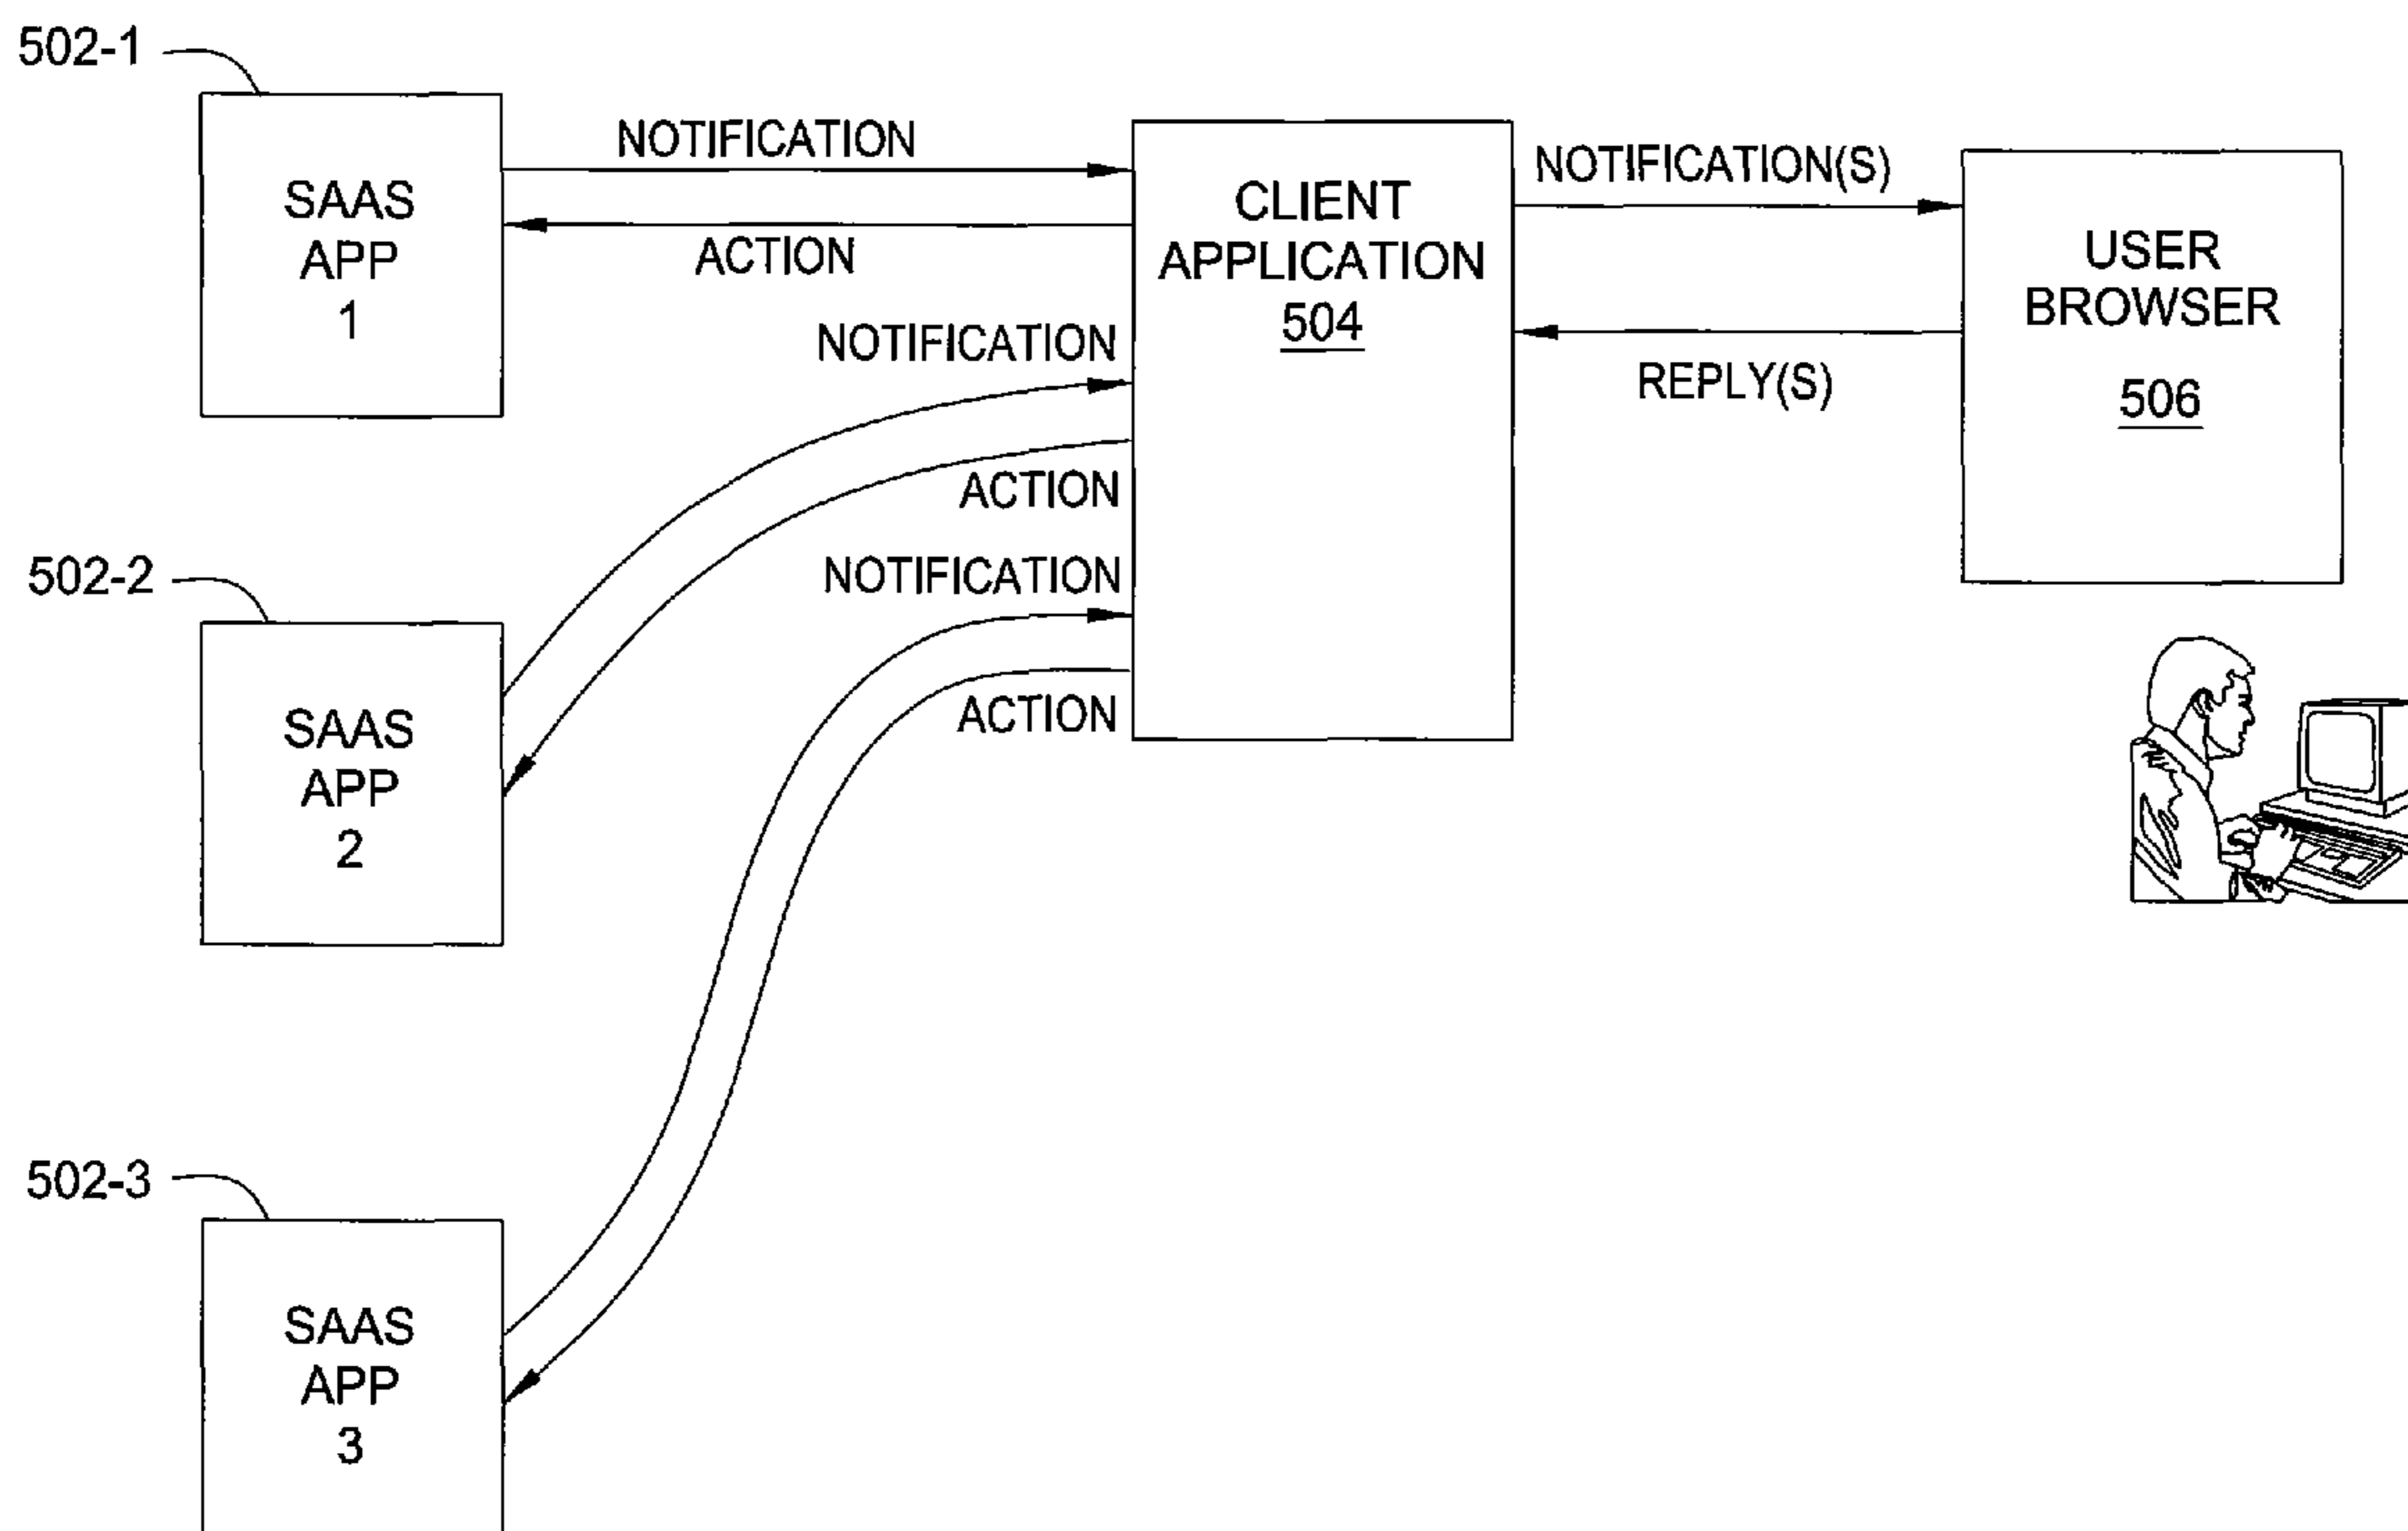 502-1
SAAS
APP
1
NOTIFICATION
ACTION
CLIENT
APPLICATION
504
NOTIFICATION(S)
REPLY(S)
USER
BROWSER
506
NOTIFICATION
ACTION
502-2
SAAS
APP
2
NOTIFICATION
ACTION
502-3
SAAS
APP
3